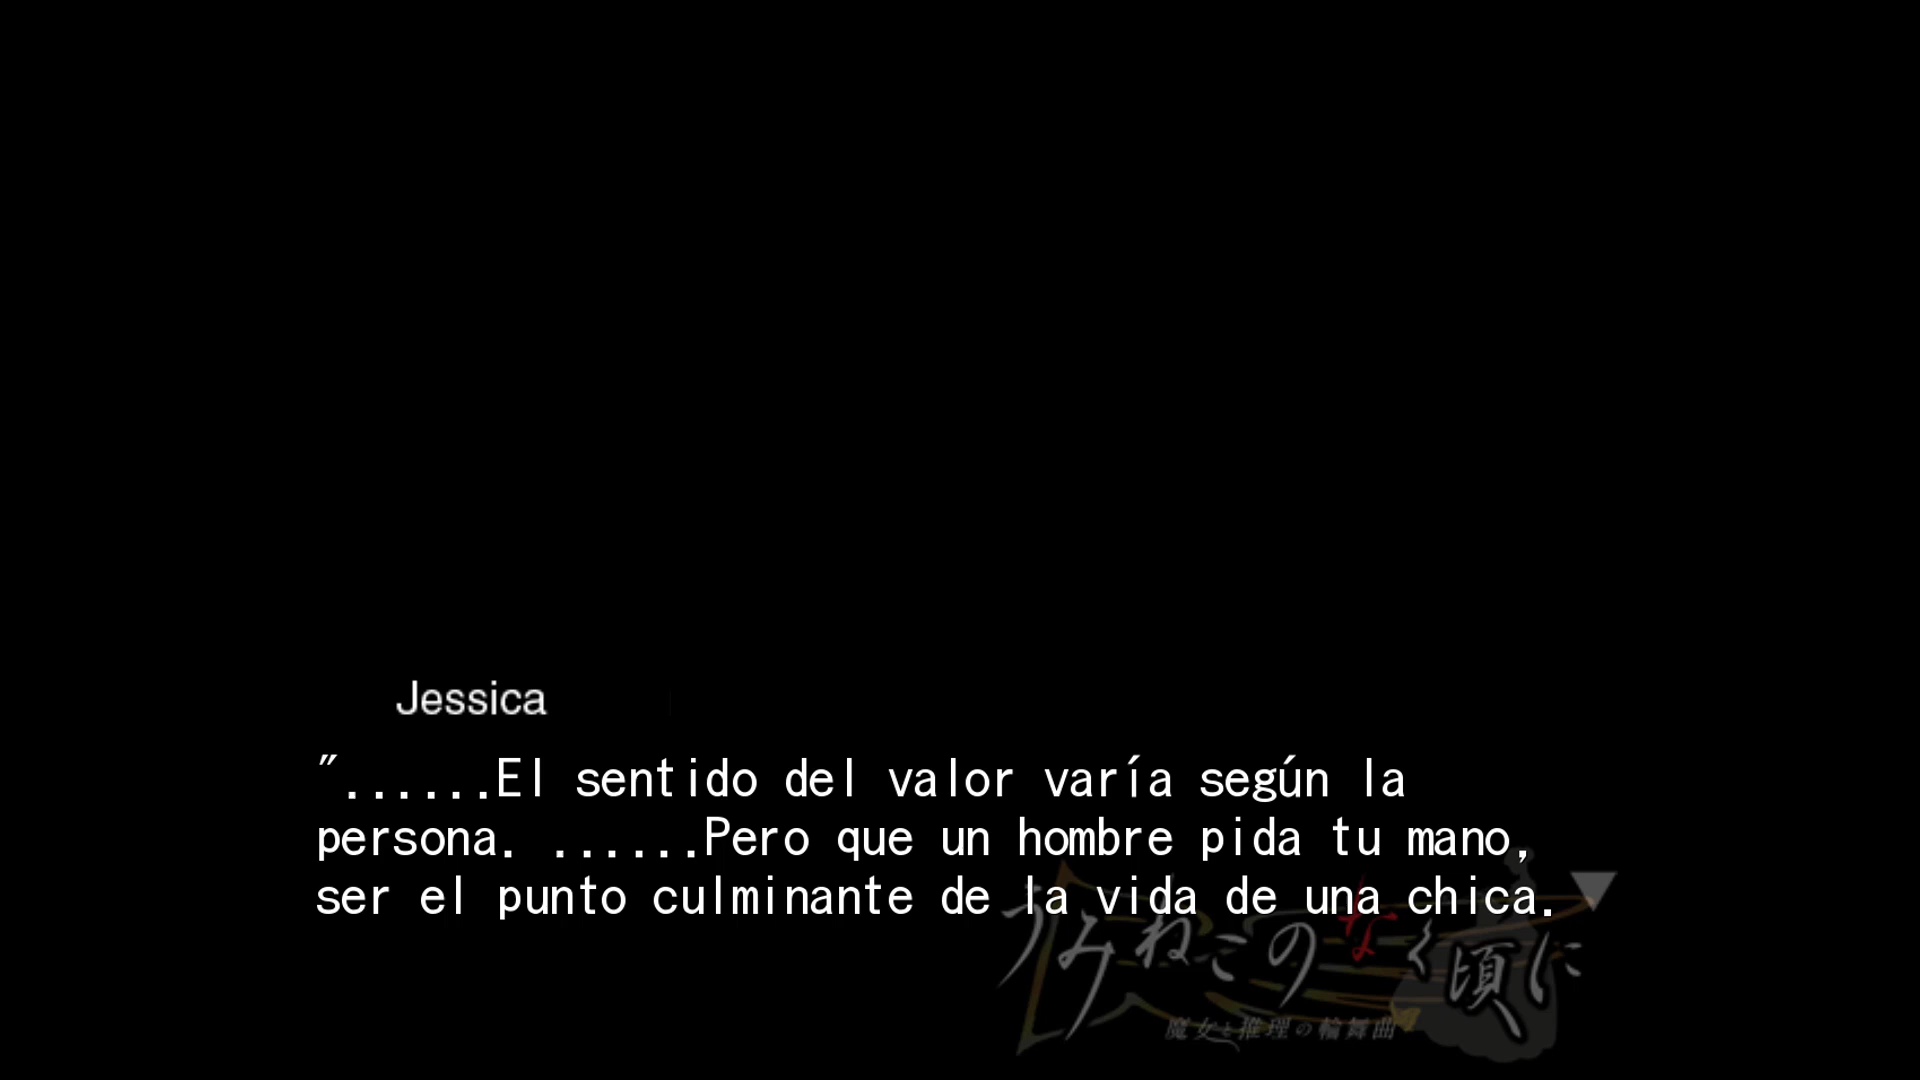 Jessica
"......El sentido del valor varía según la
persona. ......Pero que un hombre pida tu mano,
ser el punto culminante de la vida de una chica.
うみねこのなく頃に
魔女と推理の輪舞曲